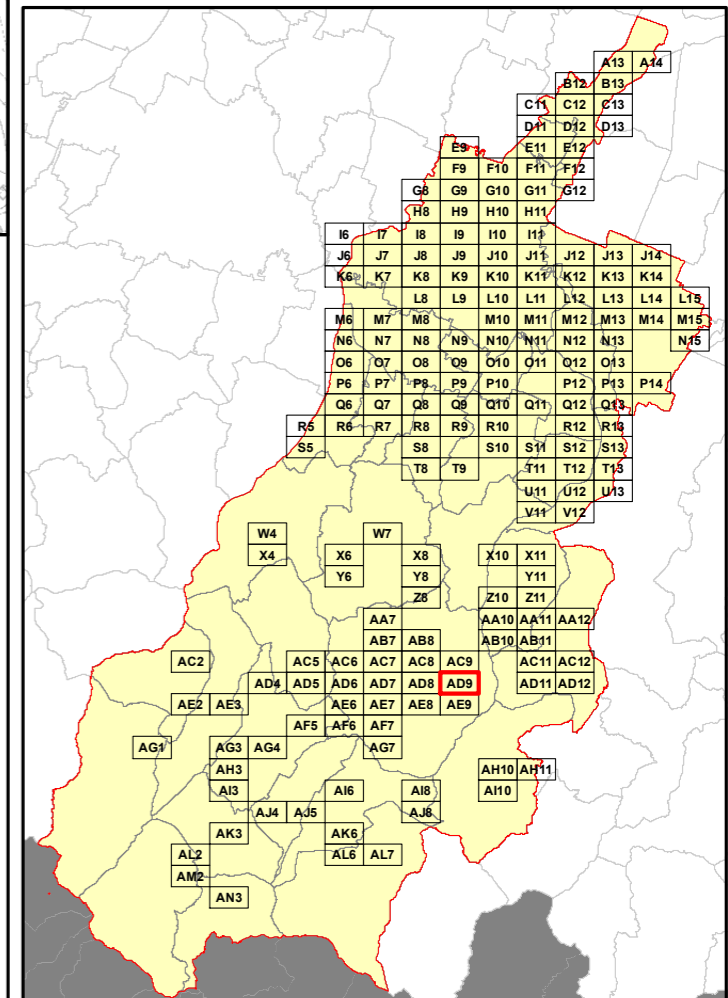 A13 A14
B12 B13
C11 C12 C13
D11 D12 D13
E9 E11 E12
F9 F10 F11 F12
G8 G9 G10 G11 G12
H8 H9 H10 H11
I6 I7 I8 I9 I10 I11
J6 J7 J8 J9 J10 J11 J12 J13 J14
K6 K7 K8 K9 K10 K11 K12 K13 K14
L8 L9 L10 L11 L12 L13 L14 L15
M6 M7 M8 M10 M11 M12 M13 M14 M15
N6 N7 N8 N9 N10 N11 N12 N13 N15
O6 O7 O8 O9 O10 O11 O12 O13
P6 P7 P8 P9 P10 P12 P13 P14
Q6 Q7 Q8 Q9 Q10 Q11 Q12 Q13
R5 R6 R7 R8 R9 R10 R12 R13
S5 S8 S10 S11 S12 S13
T8 T9 T11 T12 T13
U11 U12 U13
V11 V12
W4 W7
X4 X6 X8 X10 X11
Y6 Y8 Y11
Z8 Z10 Z11
AA7 AA10 AA11 AA12
AB7 AB8 AB10 AB11
AC2 AC5 AC6 AC7 AC8 AC9 AC11 AC12
AD4 AD5 AD6 AD7 AD8 AD9 AD11 AD12
AE2 AE3 AE6 AE7 AE8 AE9
AF5 AF6 AF7
AG1 AG3 AG4 AG7
AH3 AH10 AH11
AI3 AI6 AI8 AI10
AJ4 AJ5 AJ8
AK3 AK6
AL2 AL6 AL7
AM2
AN3